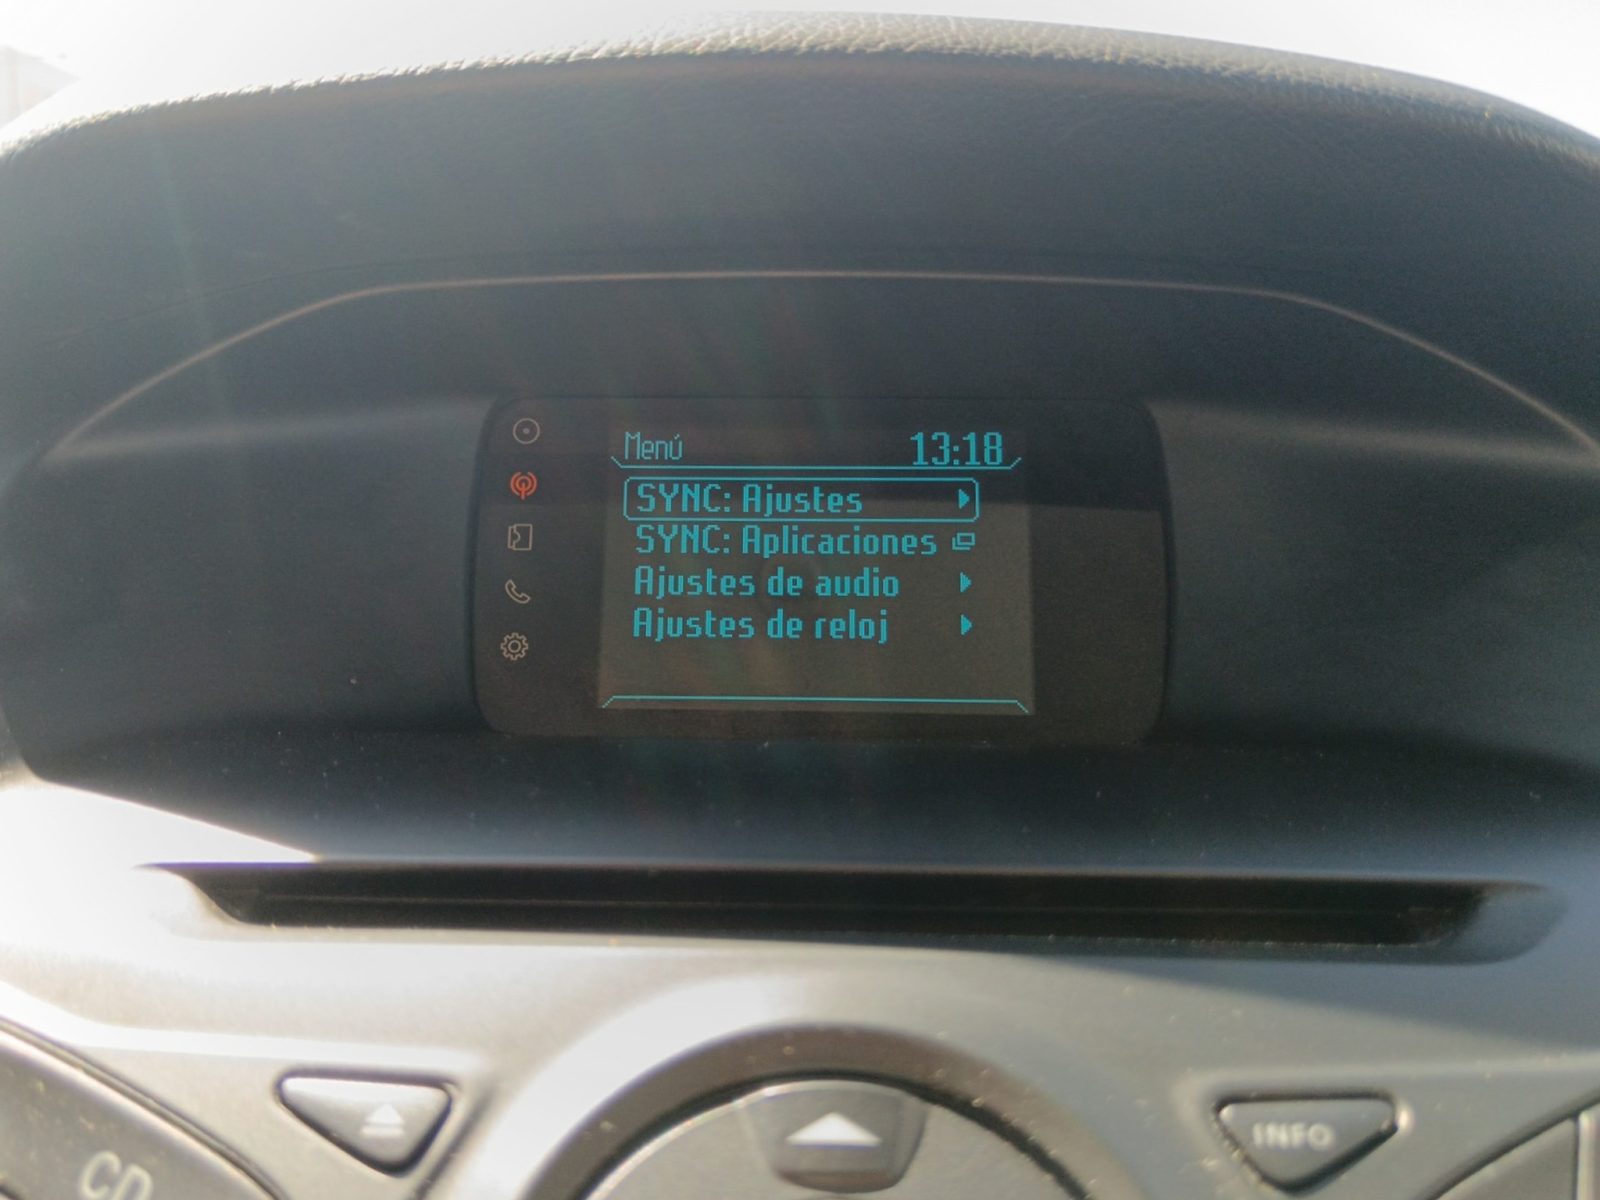 Menú 13:18
SYNC: Ajustes
SYNC: Aplicaciones
Ajustes de audio
Ajustes de reloj
INFO
CD